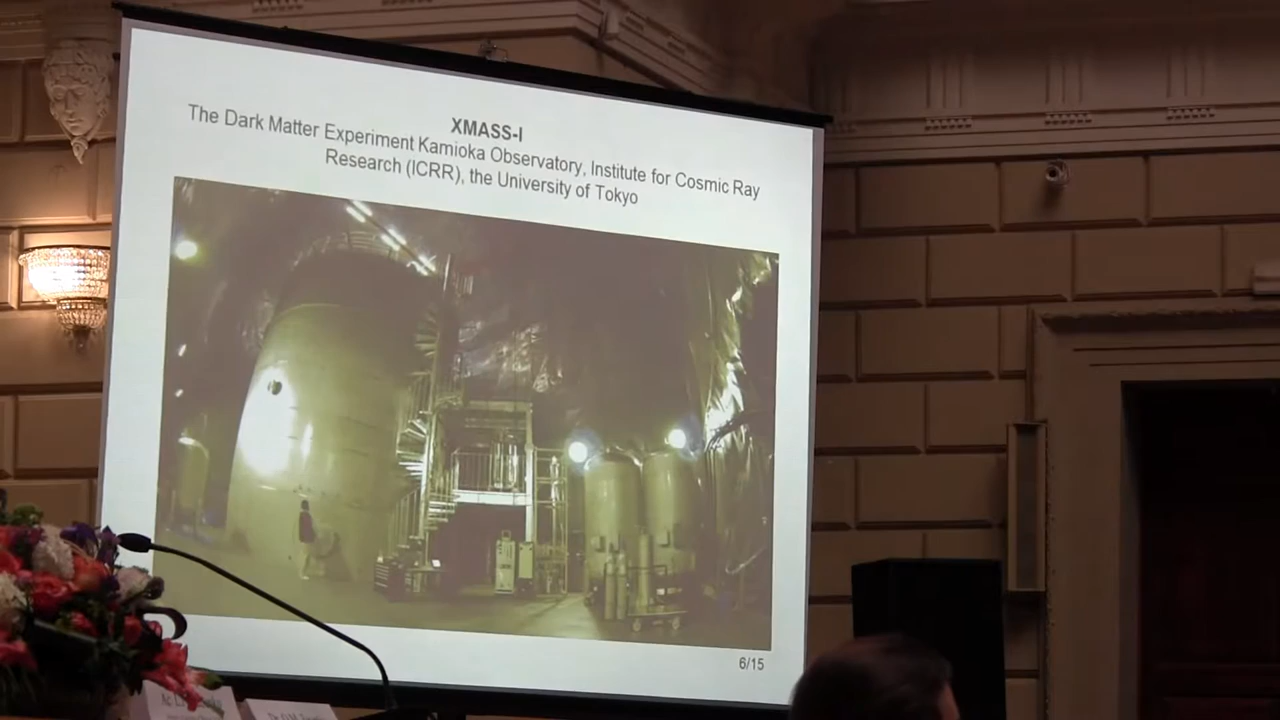 XMASS-I
The Dark Matter Experiment Kamioka Observatory, Institute for Cosmic Ray
Research (ICRR), the University of Tokyo
6/15